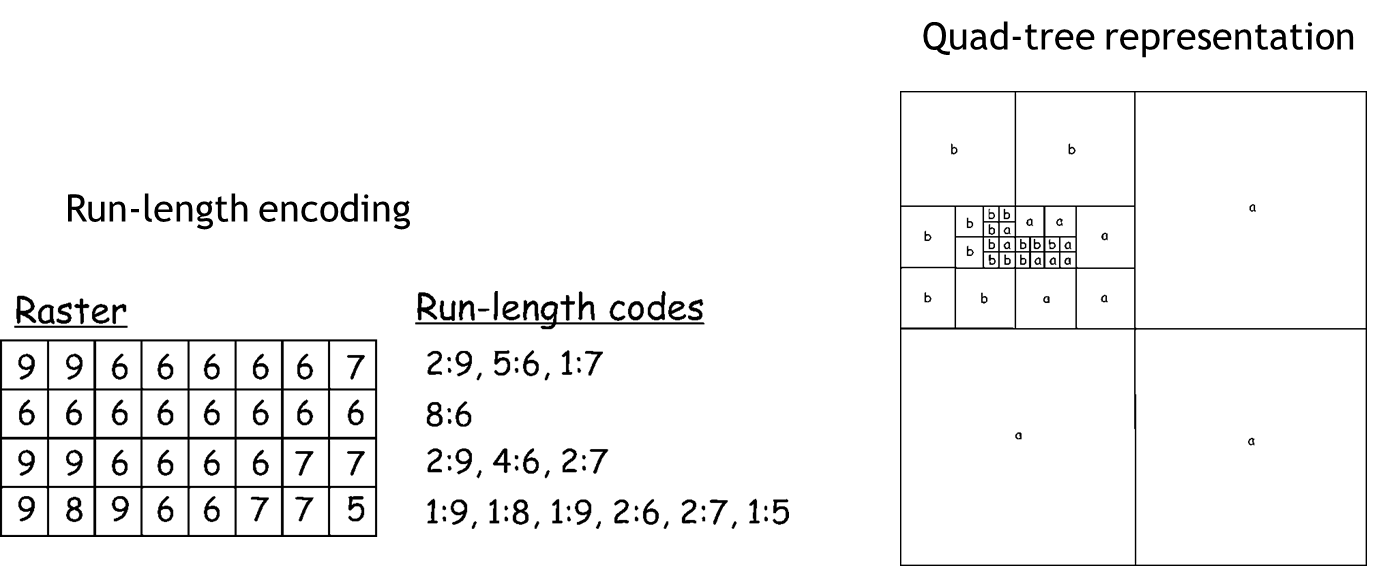 Run-length encoding
Raster
9 9 6 6 6 6 6 7
6 6 6 6 6 6 6 6
9 9 6 6 6 6 7 7
9 8 9 6 6 7 7 5
Run-length codes
2:9, 5:6, 1:7
8:6
2:9, 4:6, 2:7
1:9, 1:8, 1:9, 2:6, 2:7, 1:5
Quad-tree representation
b b
a
b b b b a a a
b a
b b a b b b a
b b b a a a
b b a a
a a